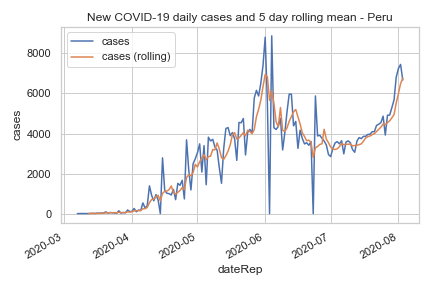 New COVID-19 daily cases and 5 day rolling mean - Peru
cases
cases (rolling)
8000
6000
4000
2000
0
cases
2020-03
2020-04
2020-05
2020-06
2020-07
2020-08
dateRep